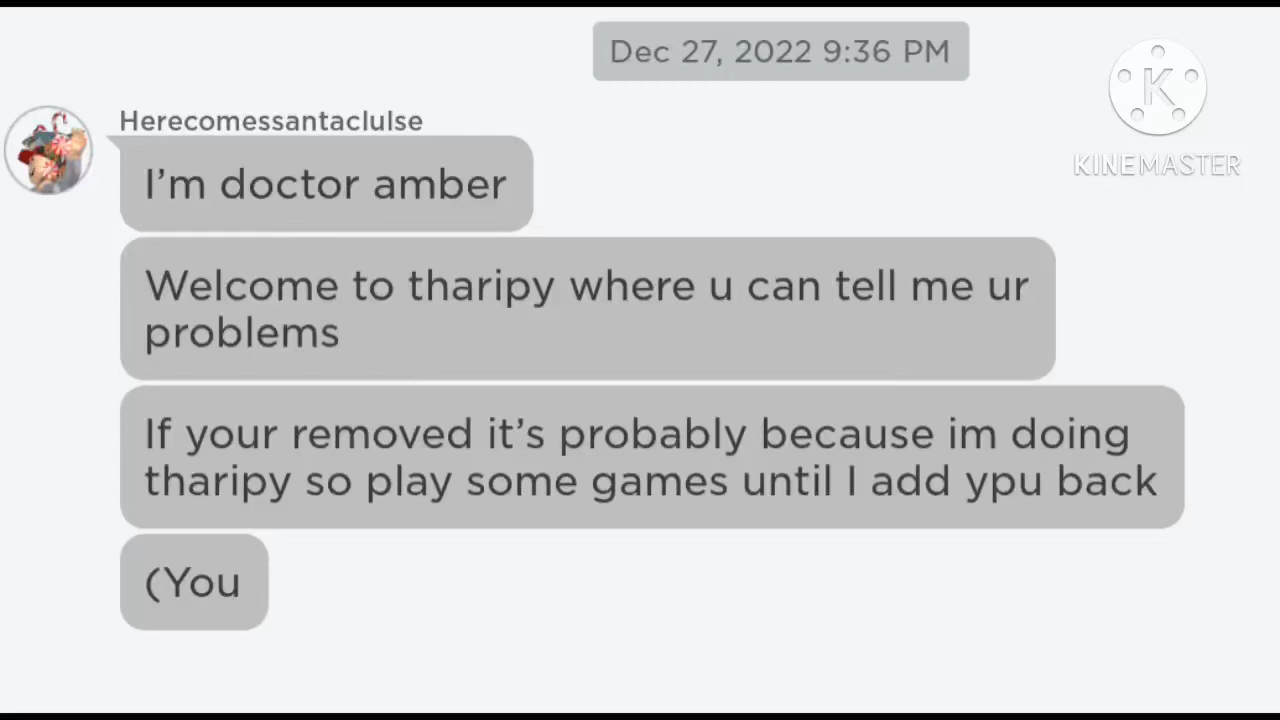 Dec 27, 2022 9:36 PM
KINEMASTER
Herecomessantaclulse
I’m doctor amber
Welcome to tharipy where u can tell me ur
problems
If your removed it’s probably because im doing
tharipy so play some games until I add ypu back
(You